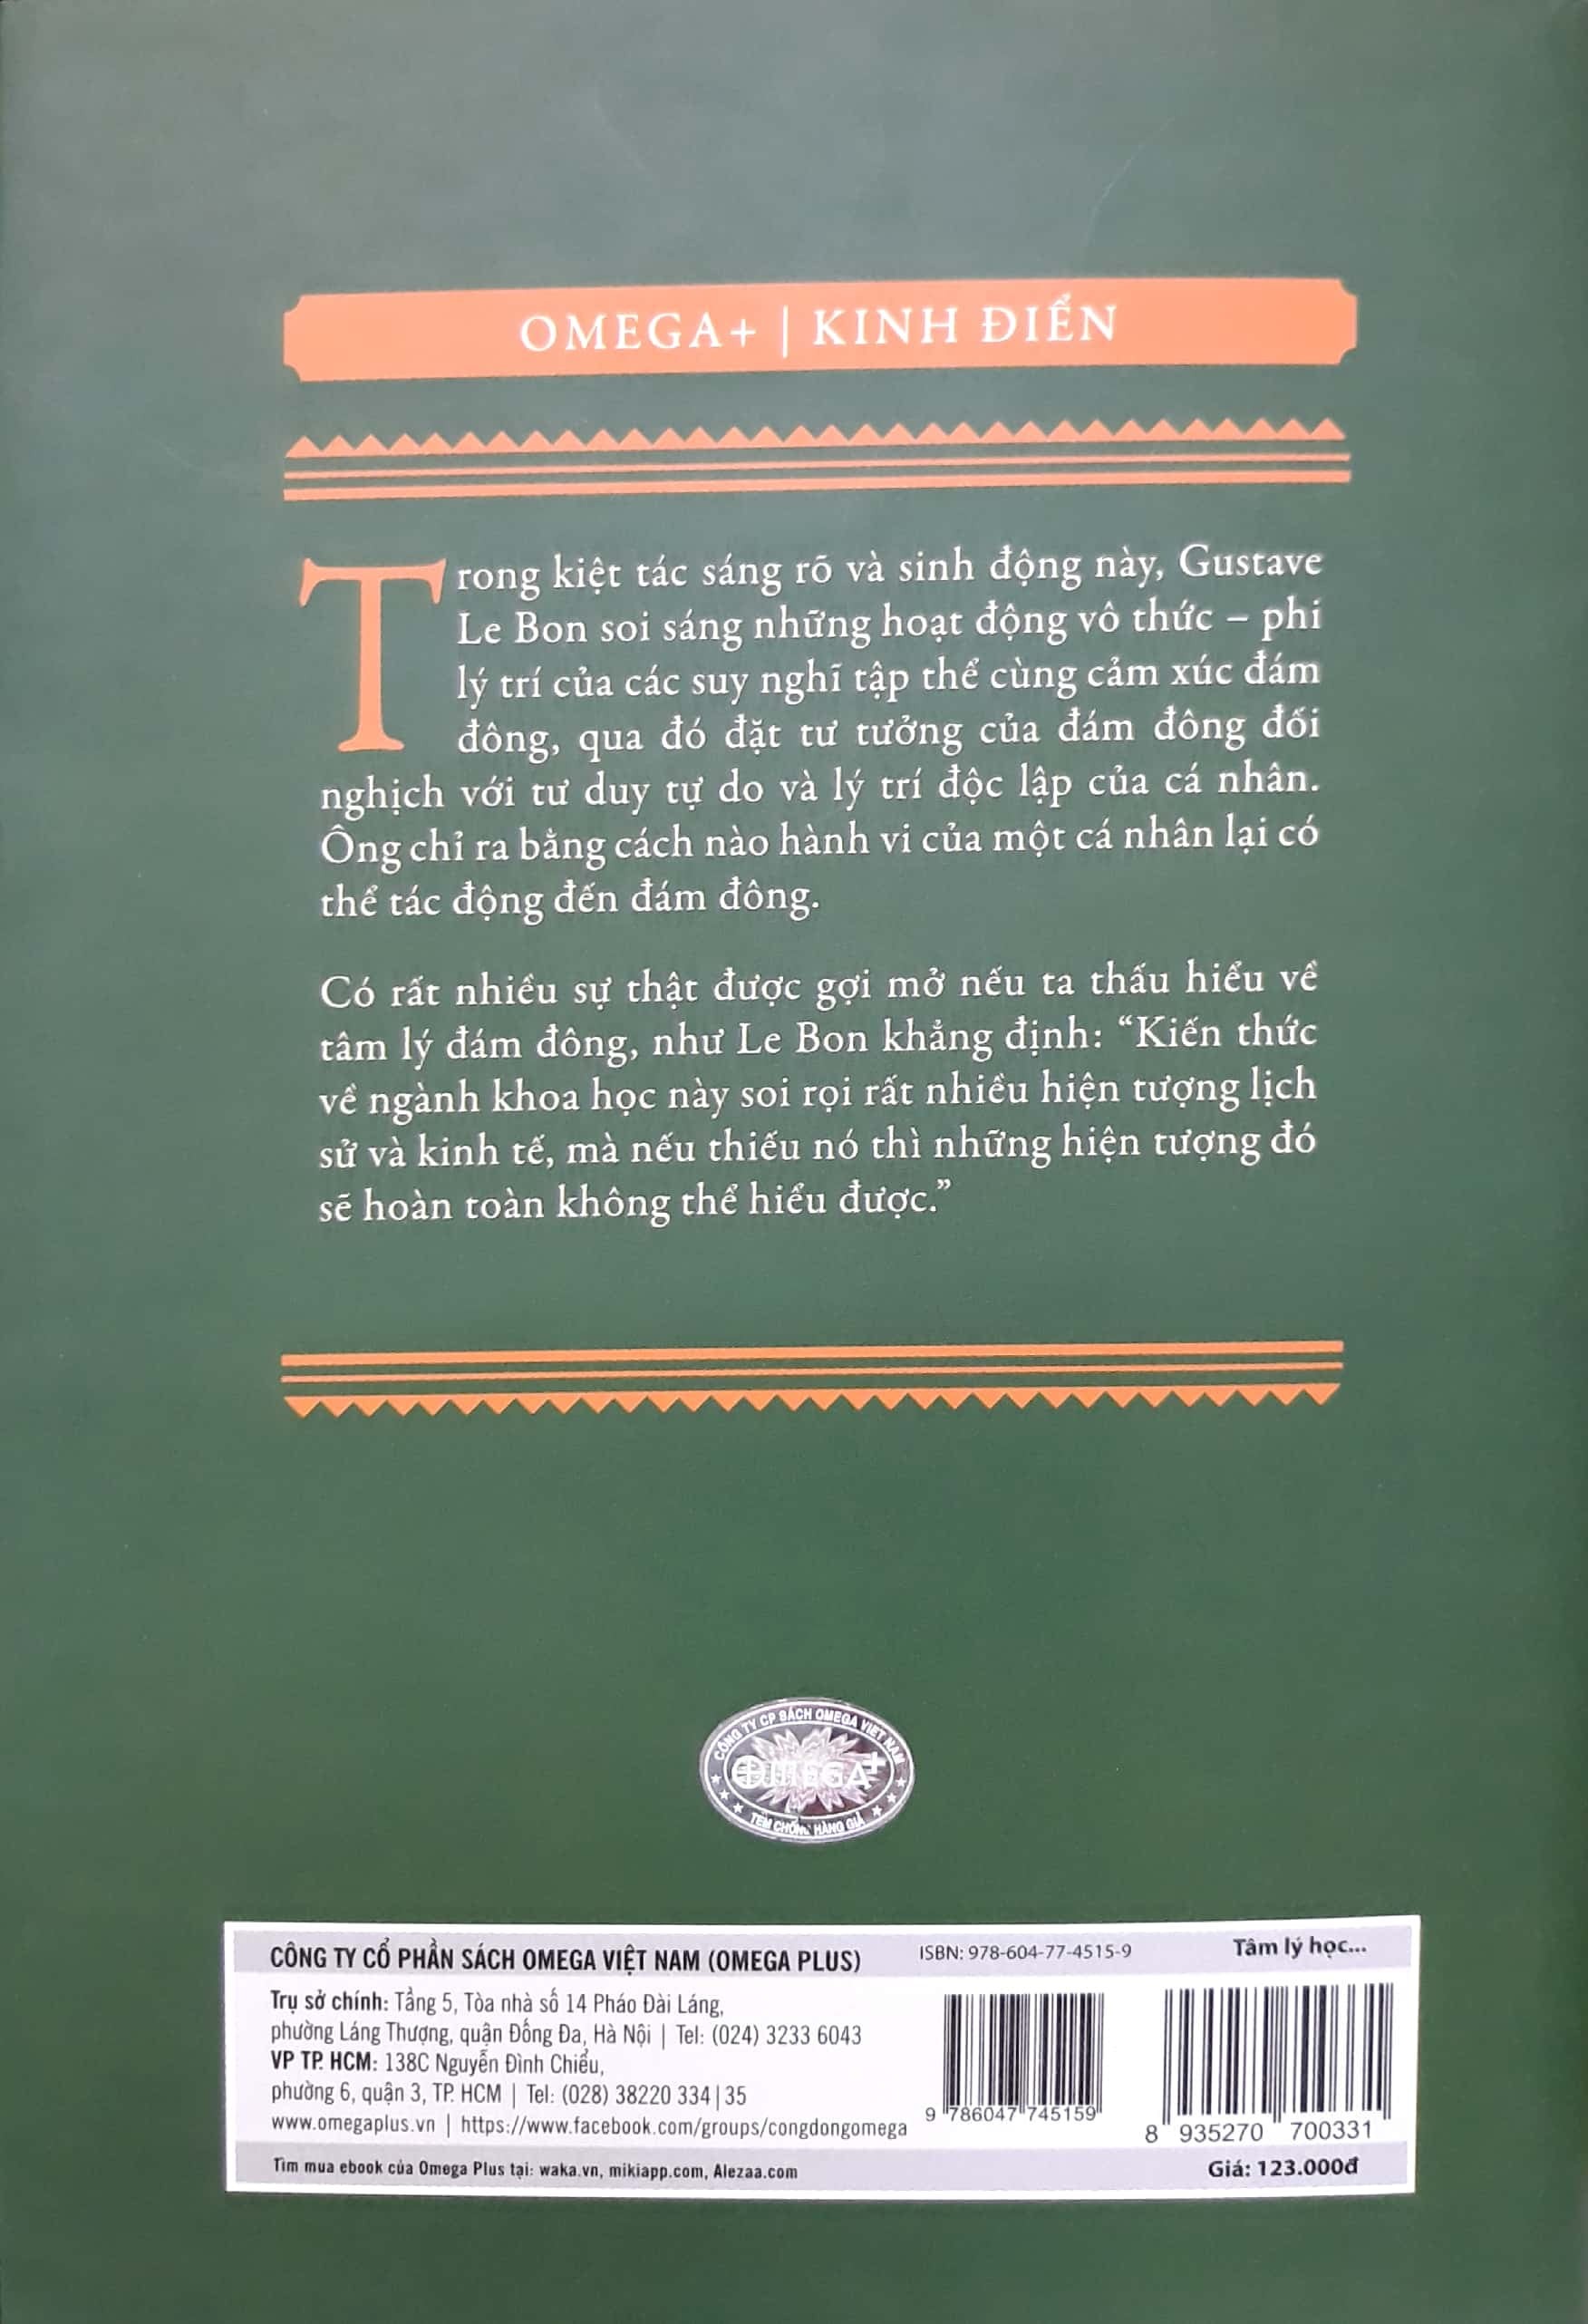 OMEGA+ | KINH ĐIỂN
Trong kiệt tác sáng rõ và sinh động này, Gustave
Le Bon soi sáng những hoạt động vô thức – phi
lý trí của các suy nghĩ tập thể cùng cảm xúc đám
đông, qua đó đặt tư tưởng của đám đông đối
nghịch với tư duy tự do và lý trí độc lập của cá nhân.
Ông chỉ ra bằng cách nào hành vi của một cá nhân lại có
thể tác động đến đám đông.
Có rất nhiều sự thật được gợi mở nếu ta thấu hiểu về
tâm lý đám đông, như Le Bon khẳng định: “Kiến thức
về ngành khoa học này soi rọi rất nhiều hiện tượng lịch
sử và kinh tế, mà nếu thiếu nó thì những hiện tượng đó
sẽ hoàn toàn không thể hiểu được.”
CÔNG TY CP SÁCH OMEGA VIỆT NAM
OMEGA+
TEM CHỐNG HÀNG GIẢ
CÔNG TY CỔ PHẦN SÁCH OMEGA VIỆT NAM (OMEGA PLUS)
Trụ sở chính: Tầng 5, Tòa nhà số 14 Pháo Đài Láng,
phường Láng Thượng, quận Đống Đa, Hà Nội | Tel: (024) 3233 6043
VP TP. HCM: 138C Nguyễn Đình Chiểu,
phường 6, quận 3, TP. HCM | Tel: (028) 38220 334|35
www.omegaplus.vn | https://www.facebook.com/groups/congdongomega
Tìm mua ebook của Omega Plus tại: waka.vn, mikiapp.com, Alezaa.com
ISBN: 978-604-77-4515-9
9 786047 745159
Tâm lý học...
8 935270 700331
Giá: 123.000đ